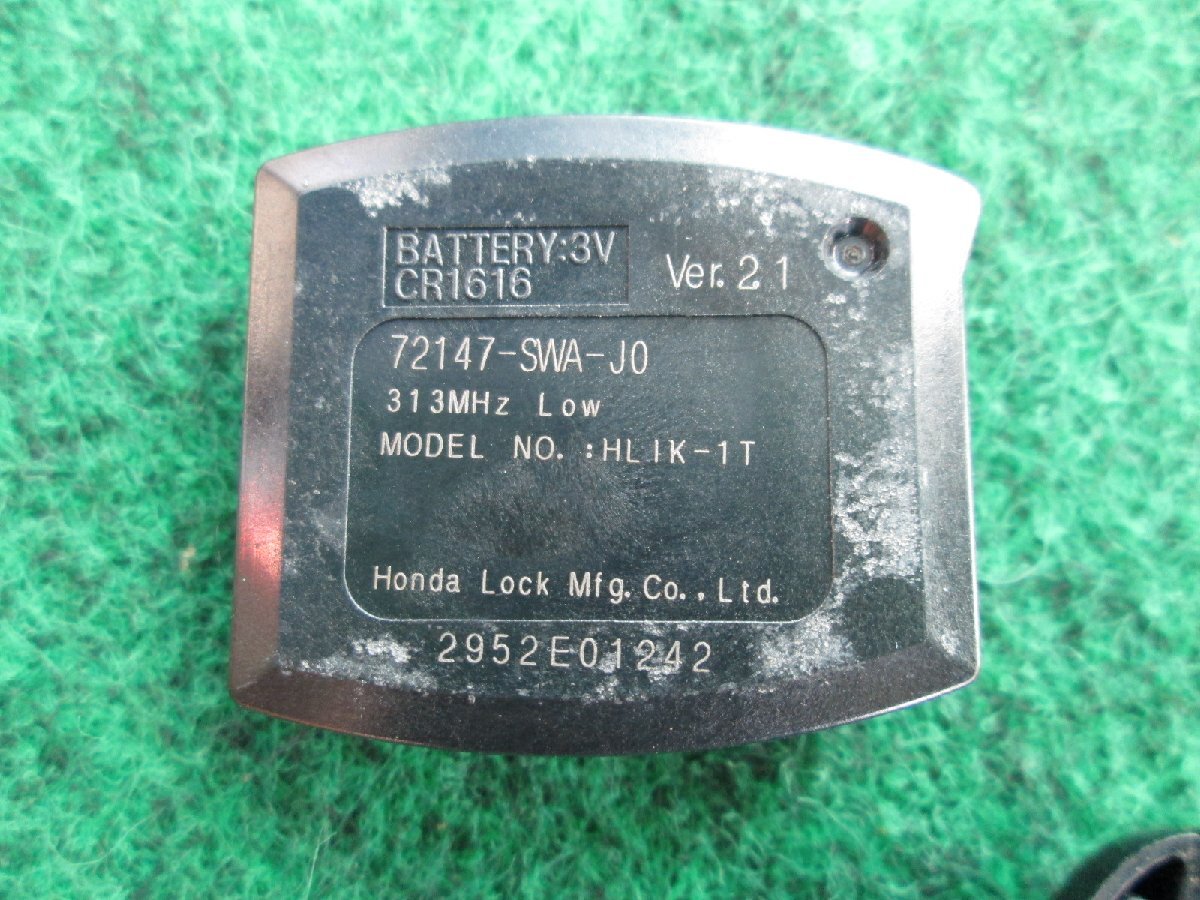 BATTERY:3V
CR1616
Ver. 2.1
72147-SWA-J0
313MHz Low
MODEL NO. :HLIK-1T
Honda Lock Mfg. Co., Ltd.
2952E01242